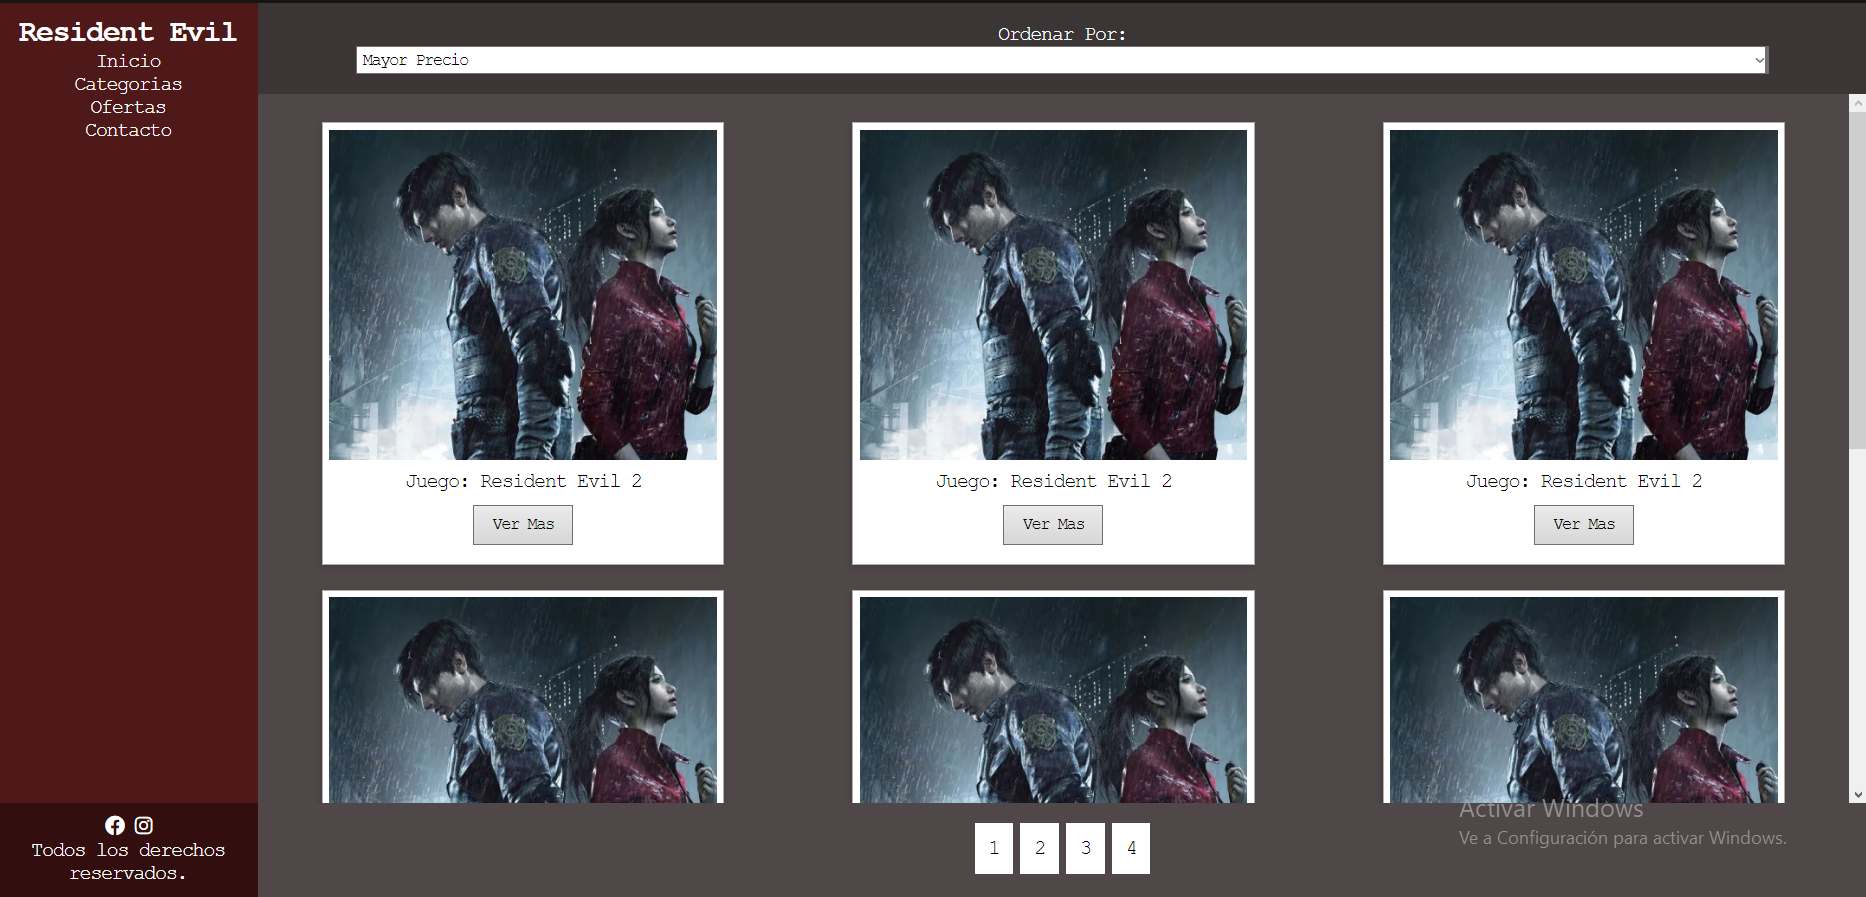 Resident Evil
Inicio
Categorias
Ofertas
Contacto
Todos los derechos
reservados.
Ordenar Por:
Mayor Precio
Juego: Resident Evil 2
Ver Mas
Juego: Resident Evil 2
Ver Mas
Juego: Resident Evil 2
Ver Mas
1 2 3 4
Activar Windows
Ve a Configuración para activar Windows.